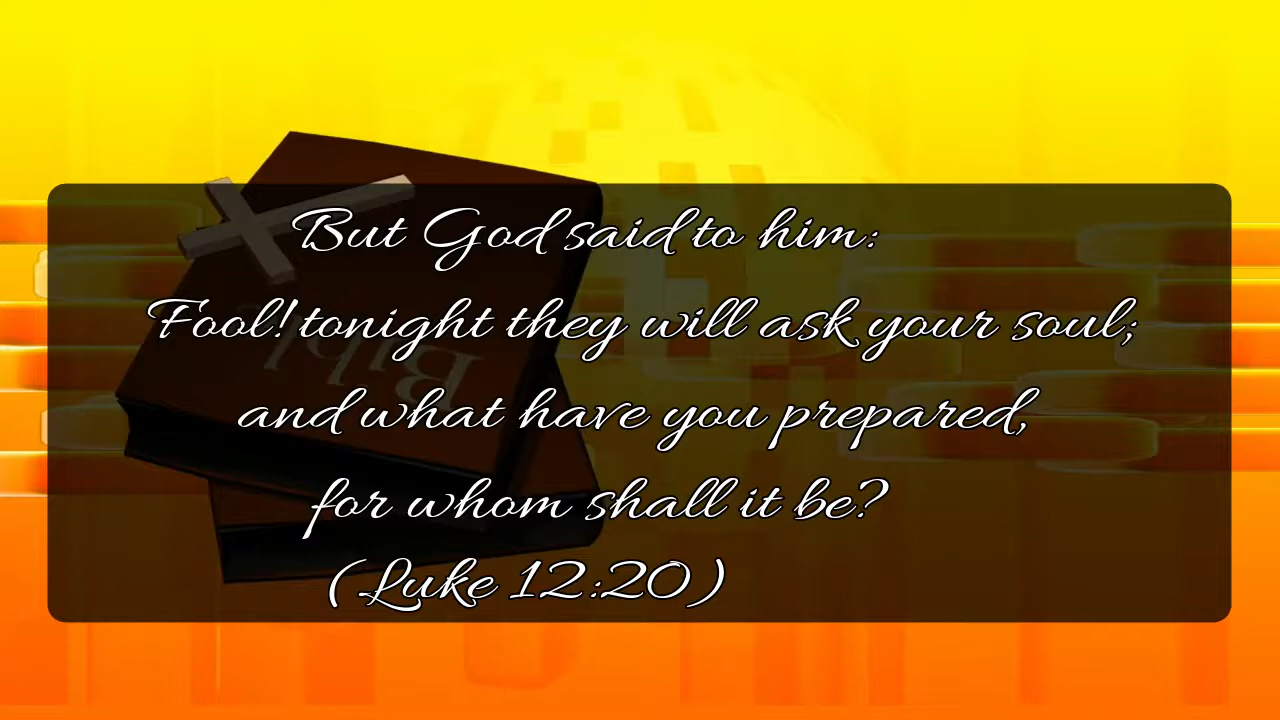 But God said to him:
Fool! tonight they will ask your soul;
and what have you prepared,
for whom shall it be?
(Luke 12:20)
Bible